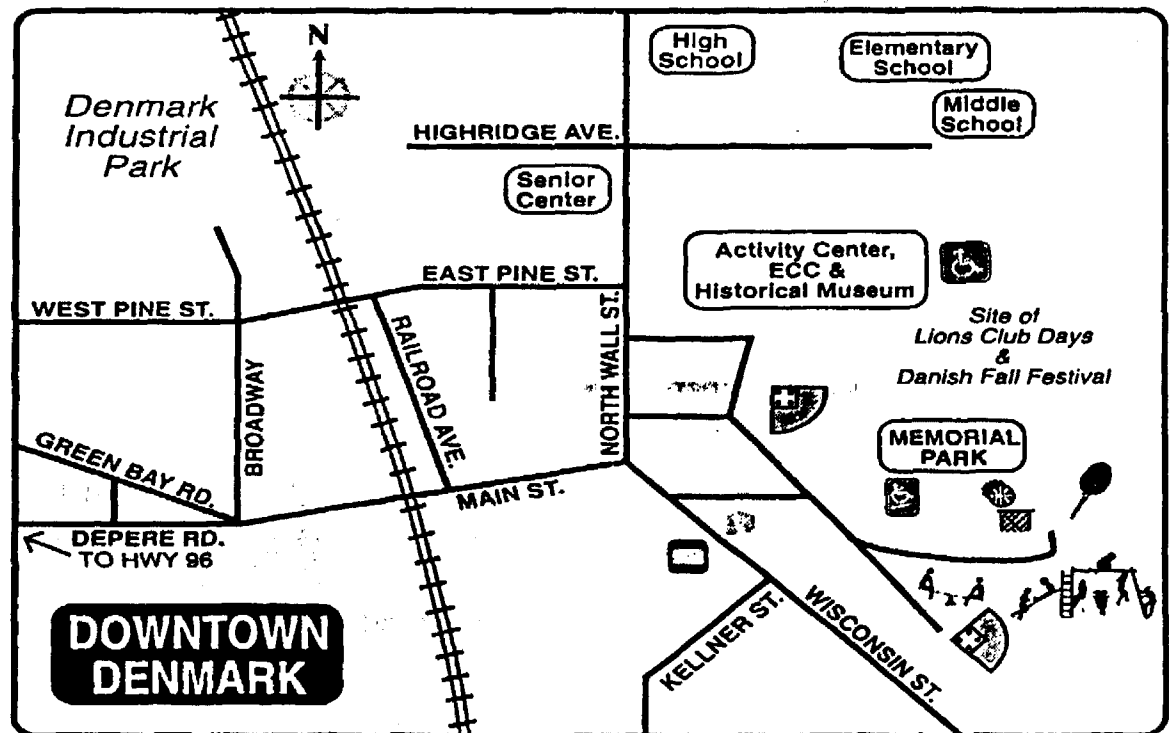 N
High
School
Elementary
School
Middle
School
Denmark
Industrial
Park
HIGHRIDGE AVE.
Senior
Center
Activity Center,
ECC &
Historical Museum
EAST PINE ST.
WEST PINE ST.
Site of
Lions Club Days
&
Danish Fall Festival
RAILROAD AVE.
NORTH WALL ST.
BROADWAY
MEMORIAL
PARK
GREEN BAY RD.
MAIN ST.
DEPERE RD.
TO HWY 96
KELLNER ST.
WISCONSIN ST.
DOWNTOWN
DENMARK